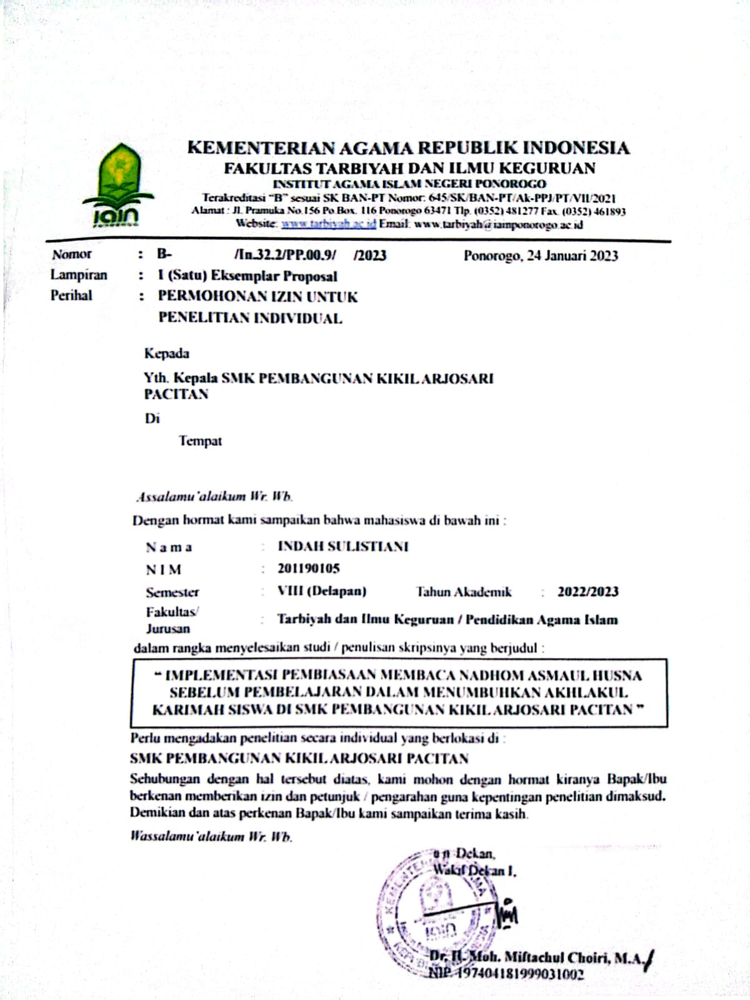 KEMENTERIAN AGAMA REPUBLIK INDONESIA
FAKULTAS TARBIYAH DAN ILMU KEGURUAN
INSTITUT AGAMA ISLAM NEGERI PONOROGO
Terakreditasi “B” sesuai SK BAN-PT Nomor: 645/SK/BAN-PT/Ak-PPJ/PT/VII/2021
Alamat : Jl. Pramuka No.156 Po.Box. 116 Ponorogo 63471 Tlp. (0352) 481277 Fax. (0352) 461893
Website: www.tarbiyah.ac.id Email: www.tarbiyah@iainponorogo.ac.id
iain
PONOROGO
Nomor : B- /In.32.2/PP.00.9/ /2023 Ponorogo, 24 Januari 2023
Lampiran : 1 (Satu) Eksemplar Proposal
Perihal : PERMOHONAN IZIN UNTUK
PENELITIAN INDIVIDUAL
Kepada
Yth. Kepala SMK PEMBANGUNAN KIKIL ARJOSARI
PACITAN
Di
Tempat
Assalamu'alaikum Wr. Wb.
Dengan hormat kami sampaikan bahwa mahasiswa di bawah ini :
N a m a : INDAH SULISTIANI
N I M : 201190105
Semester : VIII (Delapan) Tahun Akademik : 2022/2023
Fakultas/
Jurusan : Tarbiyah dan Ilmu Keguruan / Pendidikan Agama Islam
dalam rangka menyelesaikan studi / penulisan skripsinya yang berjudul :
“ IMPLEMENTASI PEMBIASAAN MEMBACA NADHOM ASMAUL HUSNA
SEBELUM PEMBELAJARAN DALAM MENUMBUHKAN AKHLAKUL
KARIMAH SISWA DI SMK PEMBANGUNAN KIKIL ARJOSARI PACITAN ”
Perlu mengadakan penelitian secara individual yang berlokasi di :
SMK PEMBANGUNAN KIKIL ARJOSARI PACITAN
Sehubungan dengan hal tersebut diatas, kami mohon dengan hormat kiranya Bapak/Ibu
berkenan memberikan izin dan petunjuk / pengarahan guna kepentingan penelitian dimaksud.
Demikian dan atas perkenan Bapak/Ibu kami sampaikan terima kasih.
Wassalamu'alaikum Wr. Wb.
a.n Dekan,
Wakil Dekan I,
KEMENTERIAN AGAMA
iain
Dr. H. Moh. Miftachul Choiri, M.A.
NIP. 197404181999031002